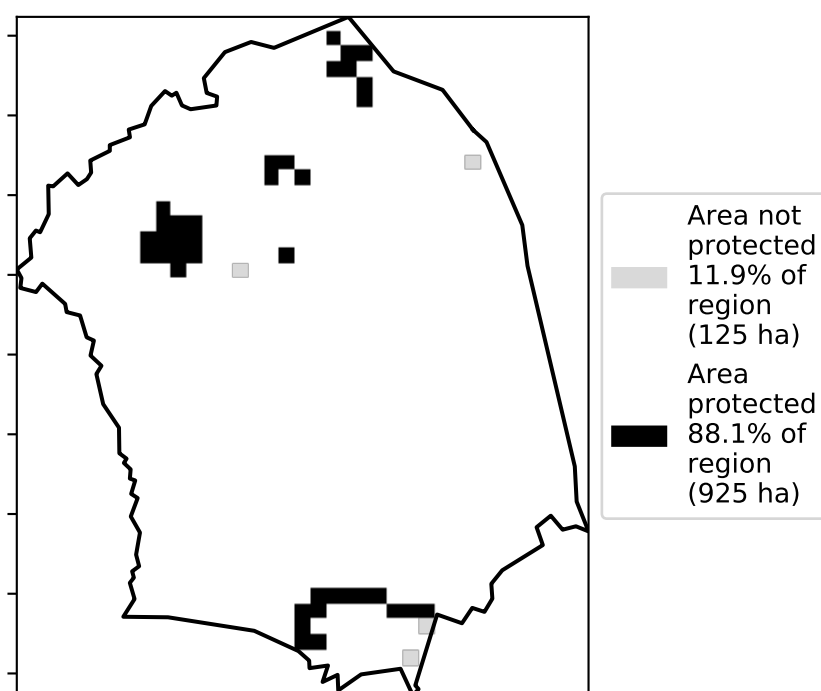 Area not
protected
11.9% of
region
(125 ha)
Area
protected
88.1% of
region
(925 ha)